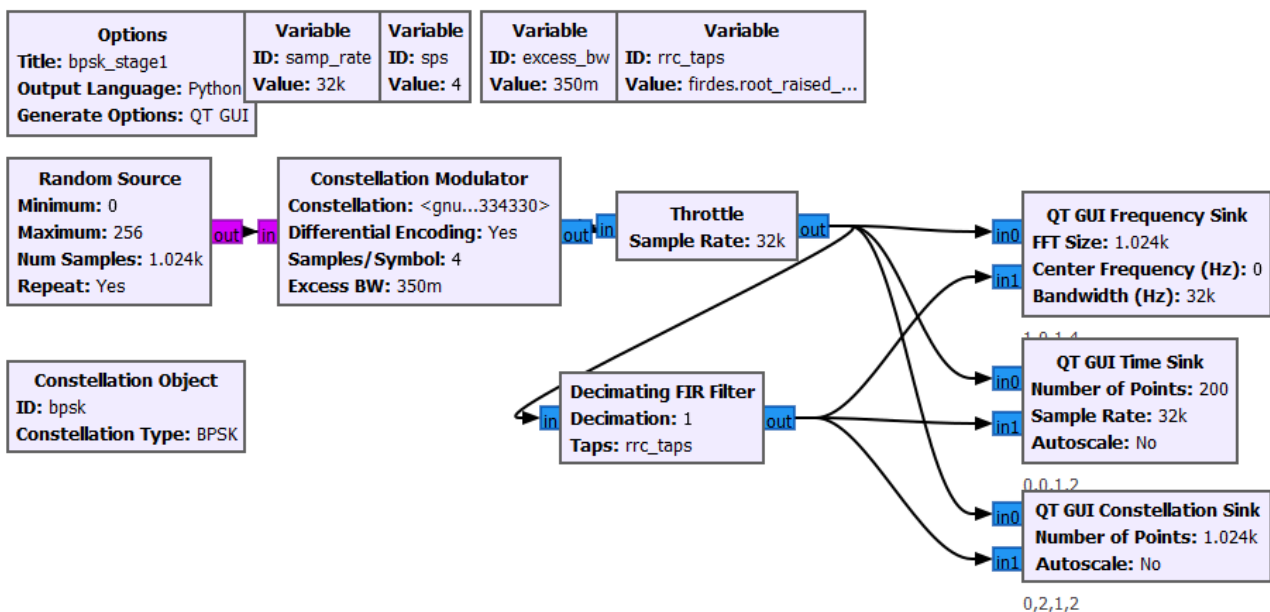 Options
Title: bpsk_stage1
Output Language: Python
Generate Options: QT GUI
Variable
ID: samp_rate
Value: 32k
Variable
ID: sps
Value: 4
Variable
ID: excess_bw
Value: 350m
Variable
ID: rrc_taps
Value: firdes.root_raised_...
Random Source
Minimum: 0
Maximum: 256
Num Samples: 1.024k
Repeat: Yes
out
in
Constellation Modulator
Constellation: <gnu...334330>
Differential Encoding: Yes
Samples/Symbol: 4
Excess BW: 350m
out
in
Throttle
Sample Rate: 32k
out
in0
in1
QT GUI Frequency Sink
FFT Size: 1.024k
Center Frequency (Hz): 0
Bandwidth (Hz): 32k
1,0,1,4
Constellation Object
ID: bpsk
Constellation Type: BPSK
in
Decimating FIR Filter
Decimation: 1
Taps: rrc_taps
out
in0
in1
QT GUI Time Sink
Number of Points: 200
Sample Rate: 32k
Autoscale: No
0,0,1,2
in0
in1
QT GUI Constellation Sink
Number of Points: 1.024k
Autoscale: No
0,2,1,2